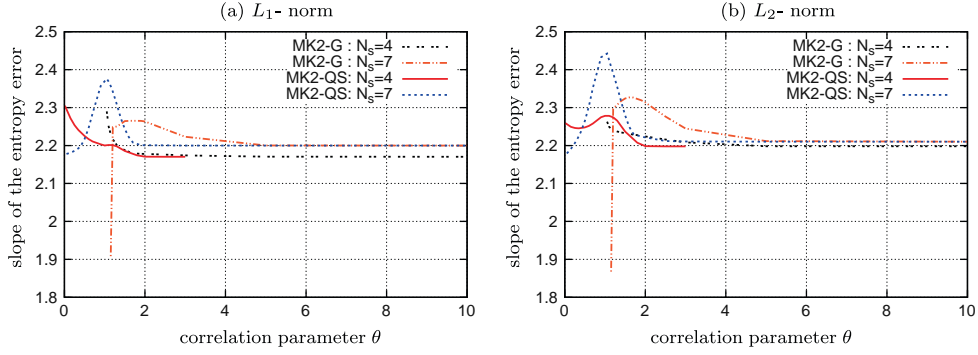 (a) L₁- norm
slope of the entropy error
2.5
2.4
2.3
2.2
2.1
2
1.9
1.8
MK2-G : Nₛ=4
MK2-G : Nₛ=7
MK2-QS: Nₛ=4
MK2-QS: Nₛ=7
0 2 4 6 8 10
correlation parameter θ
(b) L₂- norm
slope of the entropy error
2.5
2.4
2.3
2.2
2.1
2
1.9
1.8
MK2-G : Nₛ=4
MK2-G : Nₛ=7
MK2-QS: Nₛ=4
MK2-QS: Nₛ=7
0 2 4 6 8 10
correlation parameter θ